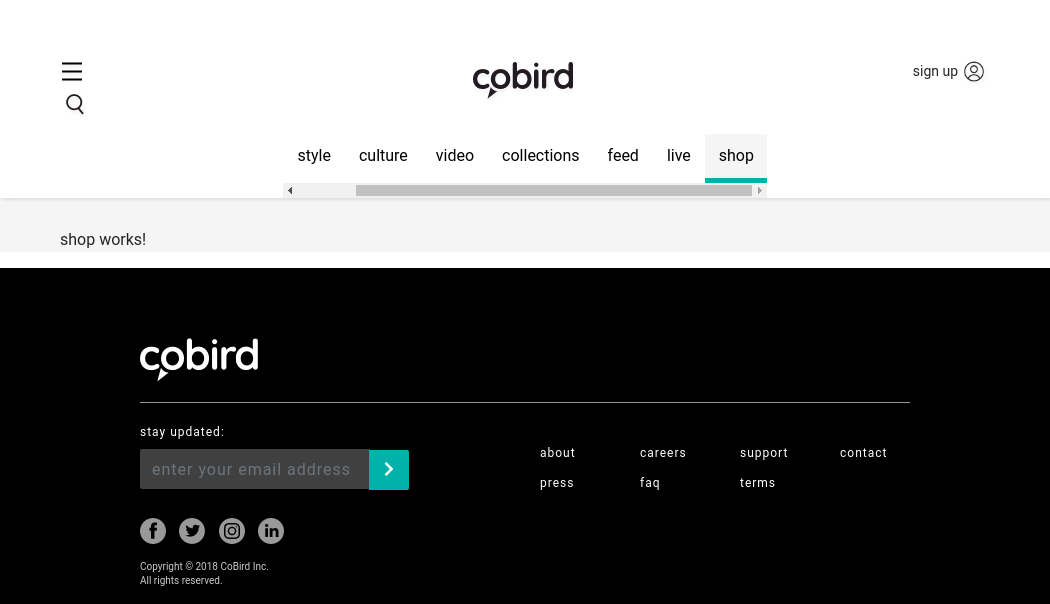 cobird
sign up
style culture video collections feed live shop
shop works!
cobird
stay updated:
enter your email address
about careers support contact
press faq terms
Copyright © 2018 CoBird Inc.
All rights reserved.